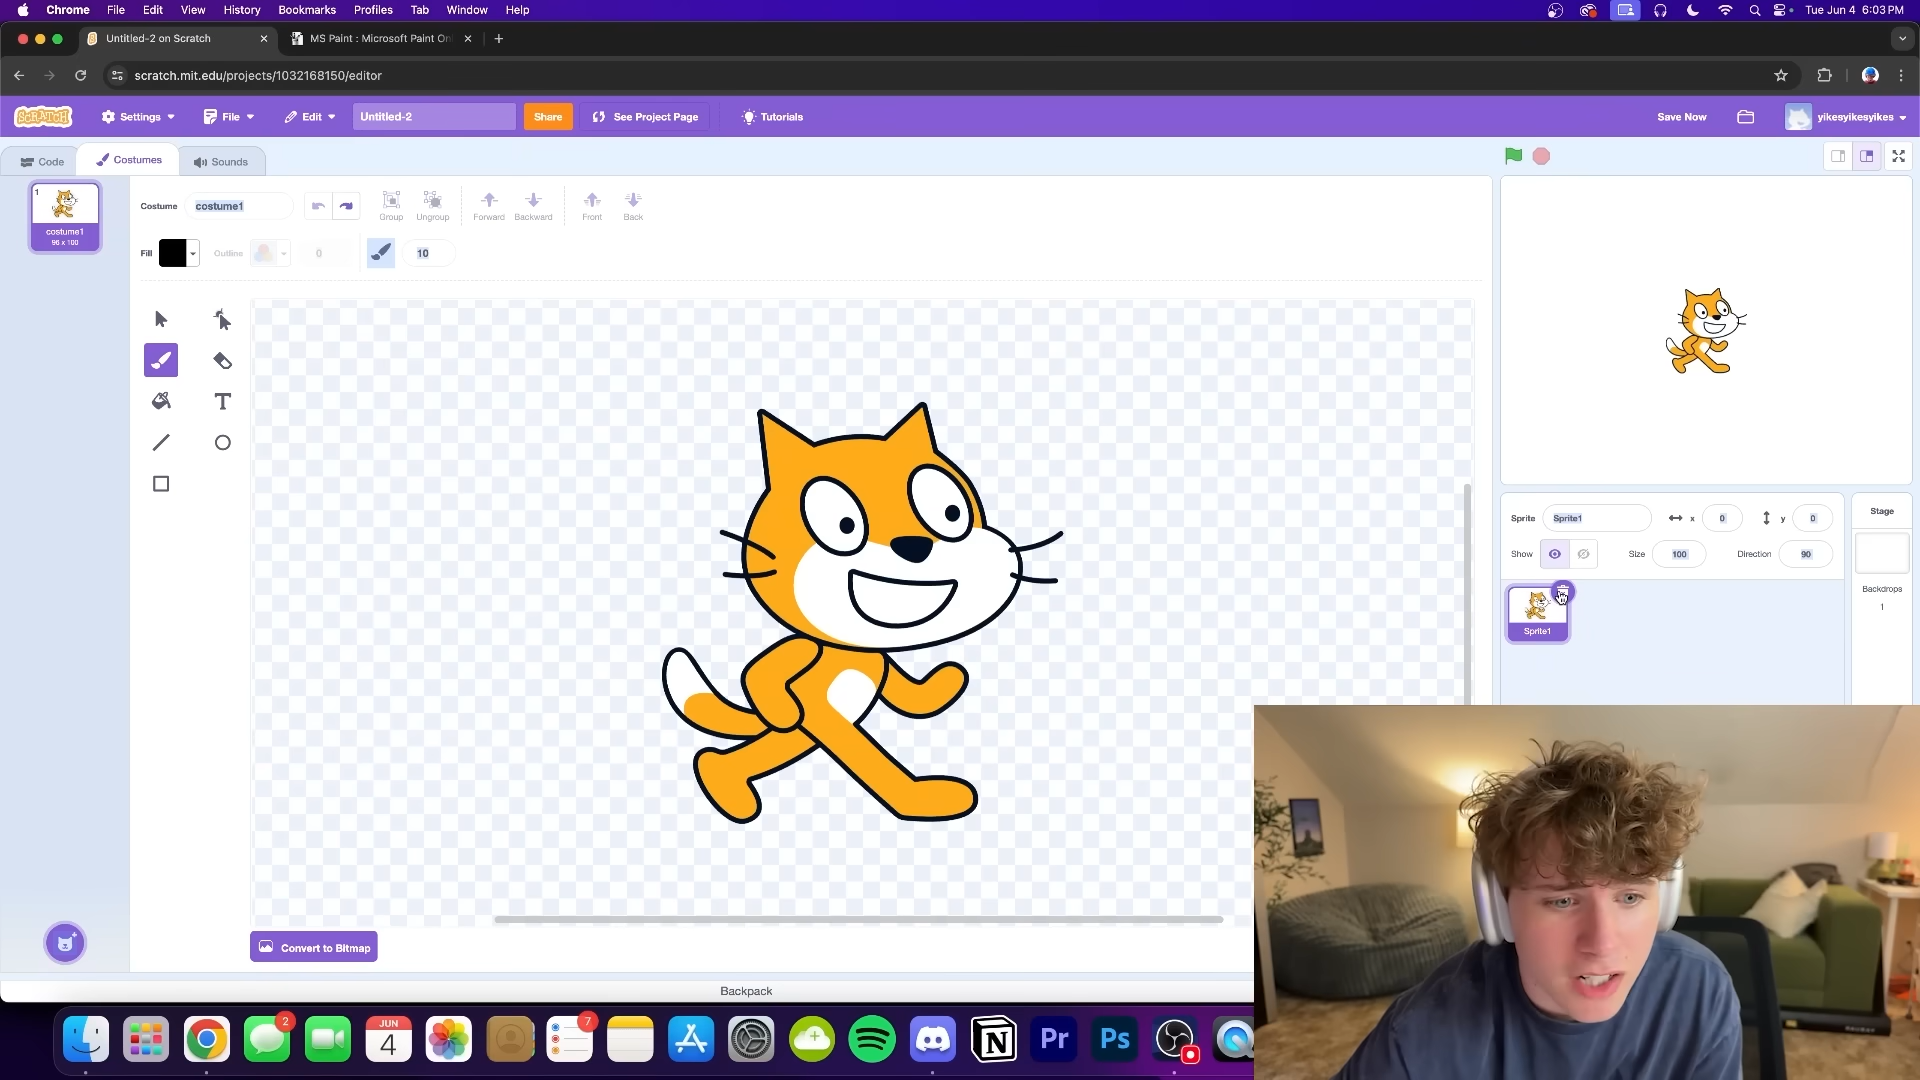 Chrome File Edit View History Bookmarks Profiles Tab Window Help Tue Jun 4 6:03 PM
Untitled-2 on Scratch MS Paint : Microsoft Paint On
scratch.mit.edu/projects/1032168150/editor
SCRATCH Settings File Edit Untitled-2 Share See Project Page Tutorials Save Now yikesyikesyikes
Code Costumes Sounds
1
costume1
96 x 100
Costume costume1 Group Ungroup Forward Backward Front Back
Fill Outline 0 10
Sprite Sprite1 x 0 y 0
Show Size 100 Direction 90
Sprite1
Stage
Backdrops
1
Convert to Bitmap
Backpack
2
JUN
4
7
Pr
Ps